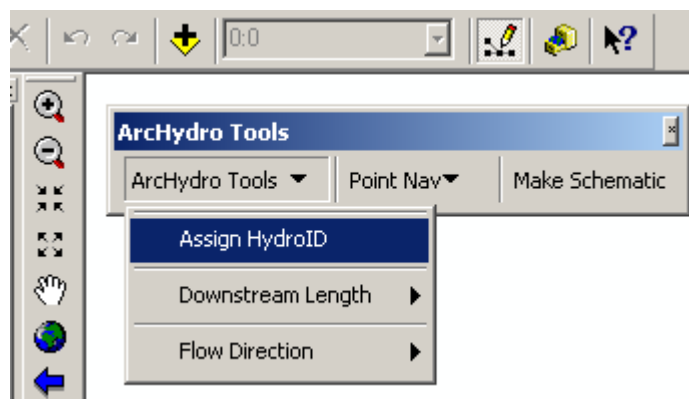 0:0
ArcHydro Tools
ArcHydro Tools Point Nav Make Schematic
Assign HydroID
Downstream Length
Flow Direction